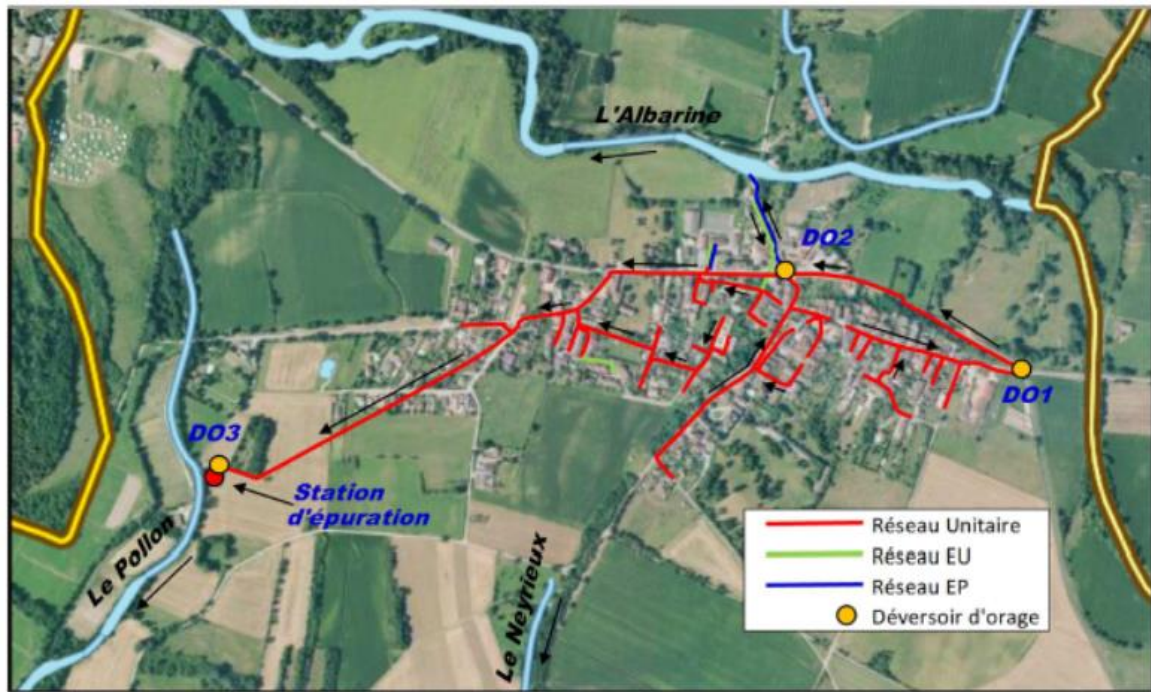 L'Albarine
DO2
DO1
DO3
Station
d'épuration
Le Pollon
Le Neyrieux
Réseau Unitaire
Réseau EU
Réseau EP
Déversoir d'orage